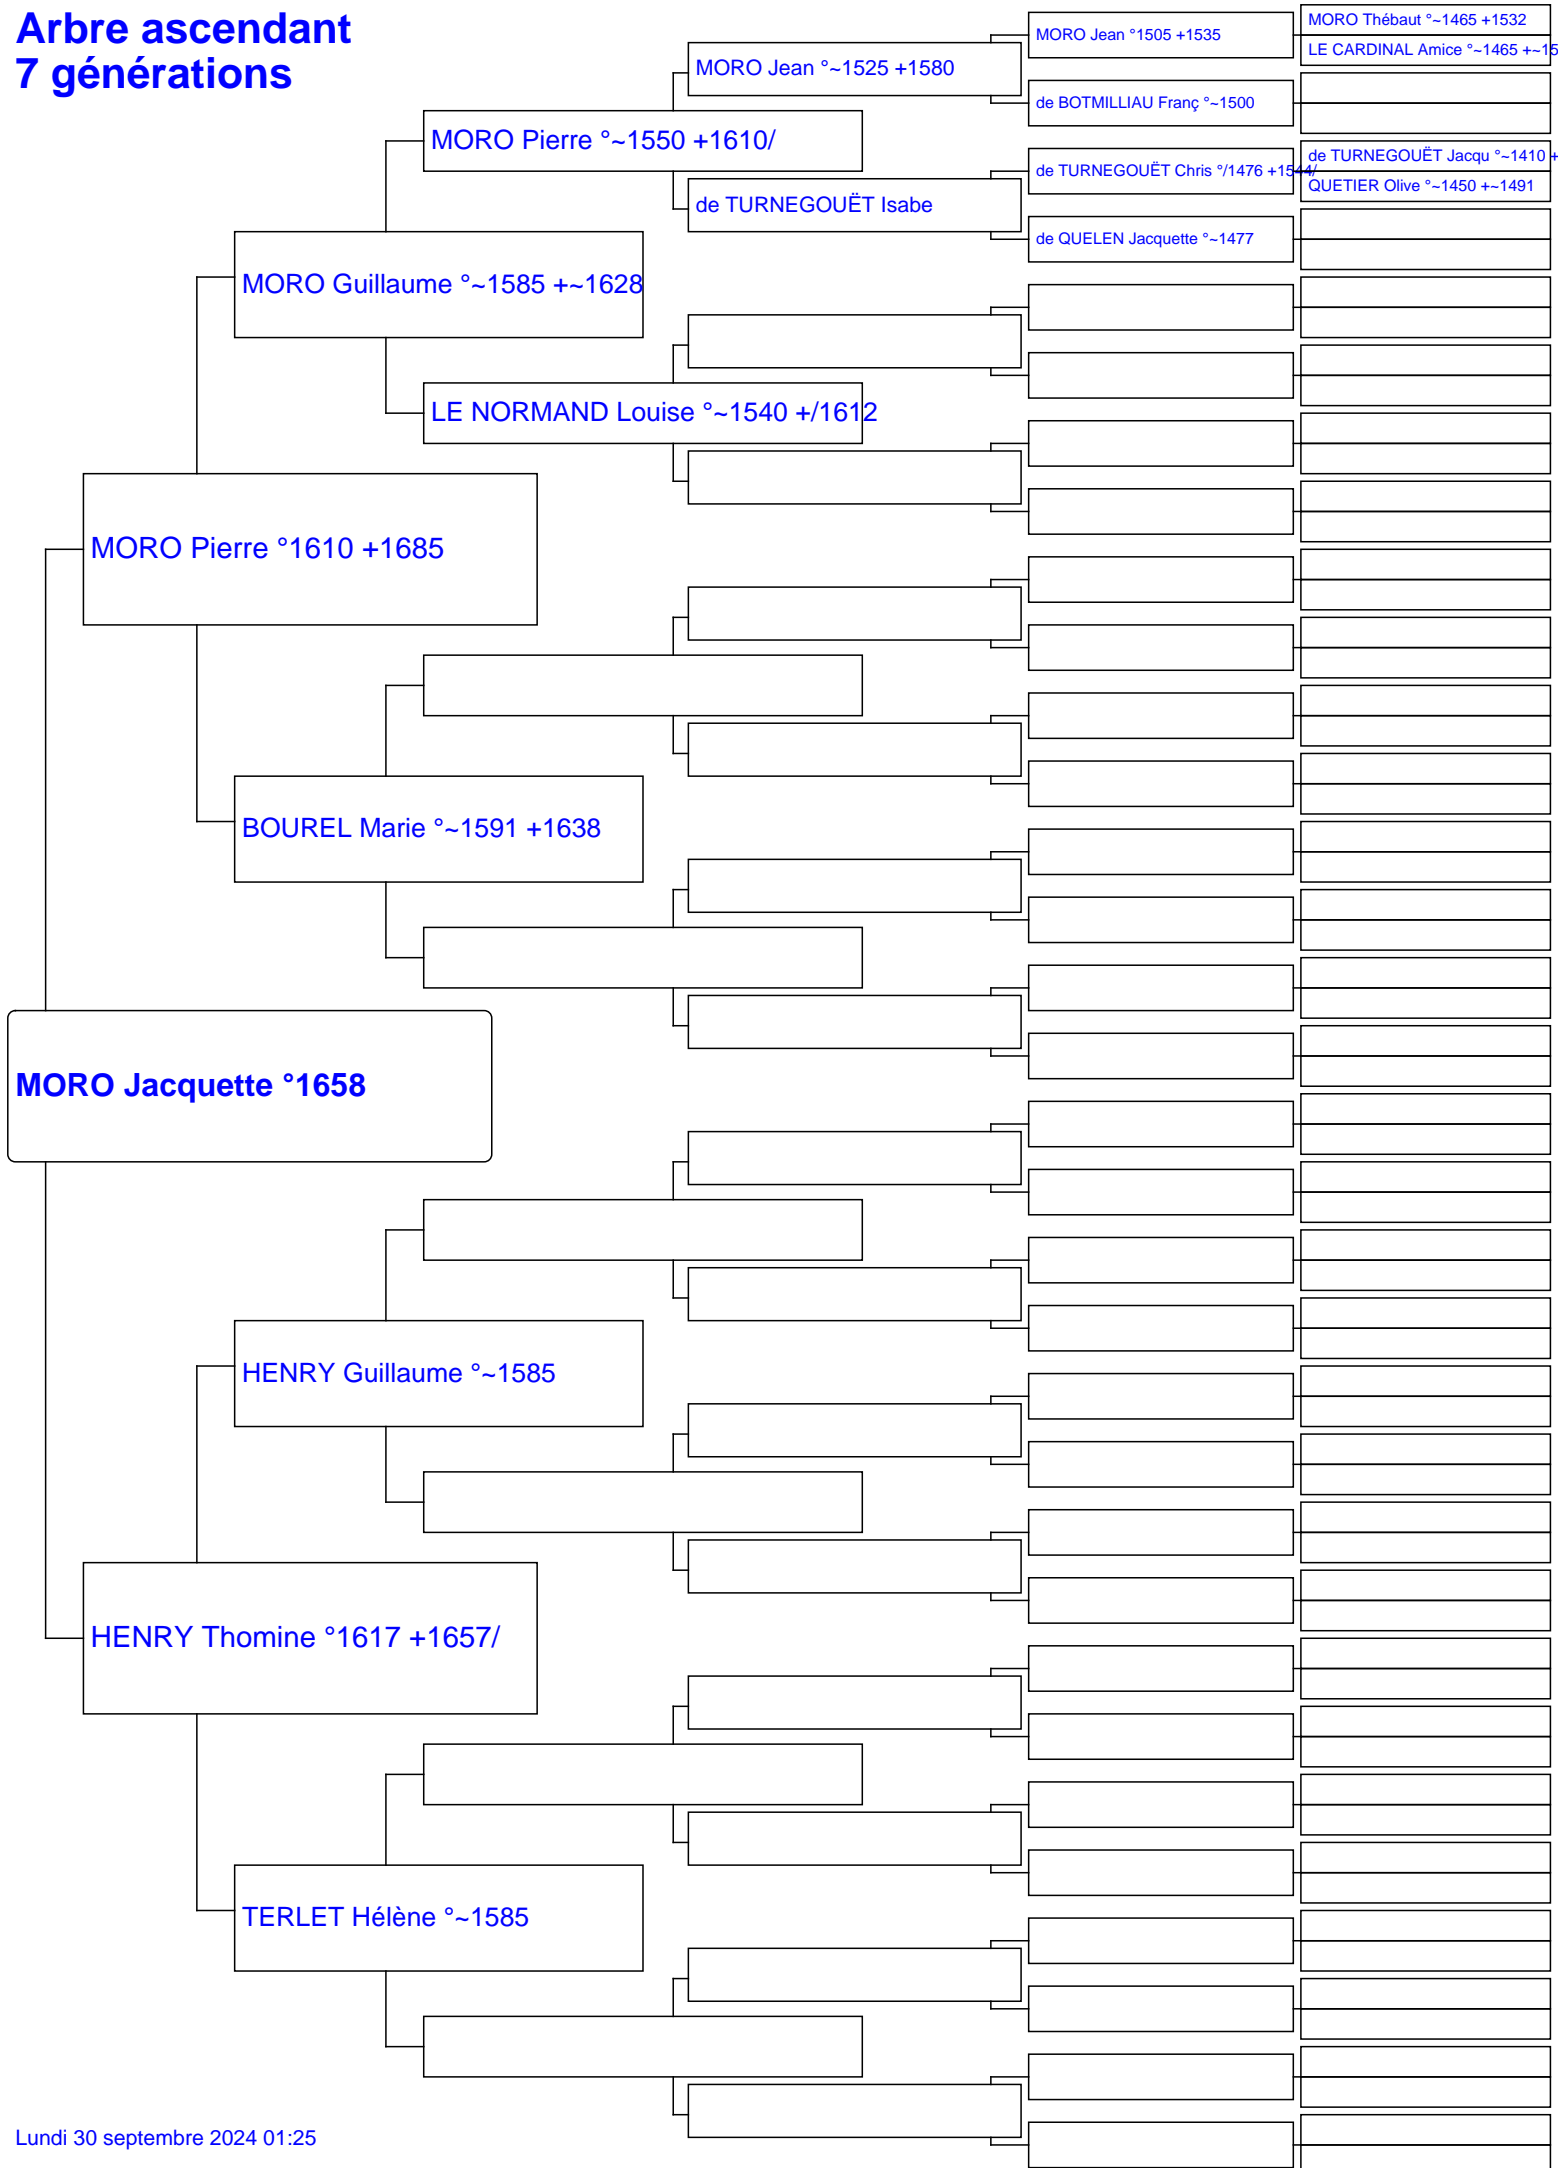 Arbre ascendant
7 générations
MORO Thébaut °~1465 +1532
MORO Jean °1505 +1535
LE CARDINAL Amice °~1465 +~15
MORO Jean °~1525 +1580
de BOTMILLIAU Franç °~1500
MORO Pierre °~1550 +1610/
de TURNEGOUËT Jacqu °~1410 +
de TURNEGOUËT Chris °/1476 +1544/
QUETIER Olive °~1450 +~1491
de TURNEGOUËT Isabe
de QUELEN Jacquette °~1477
MORO Guillaume °~1585 +~1628
LE NORMAND Louise °~1540 +/1612
MORO Pierre °1610 +1685
BOUREL Marie °~1591 +1638
MORO Jacquette °1658
HENRY Guillaume °~1585
HENRY Thomine °1617 +1657/
TERLET Hélène °~1585
Lundi 30 septembre 2024 01:25